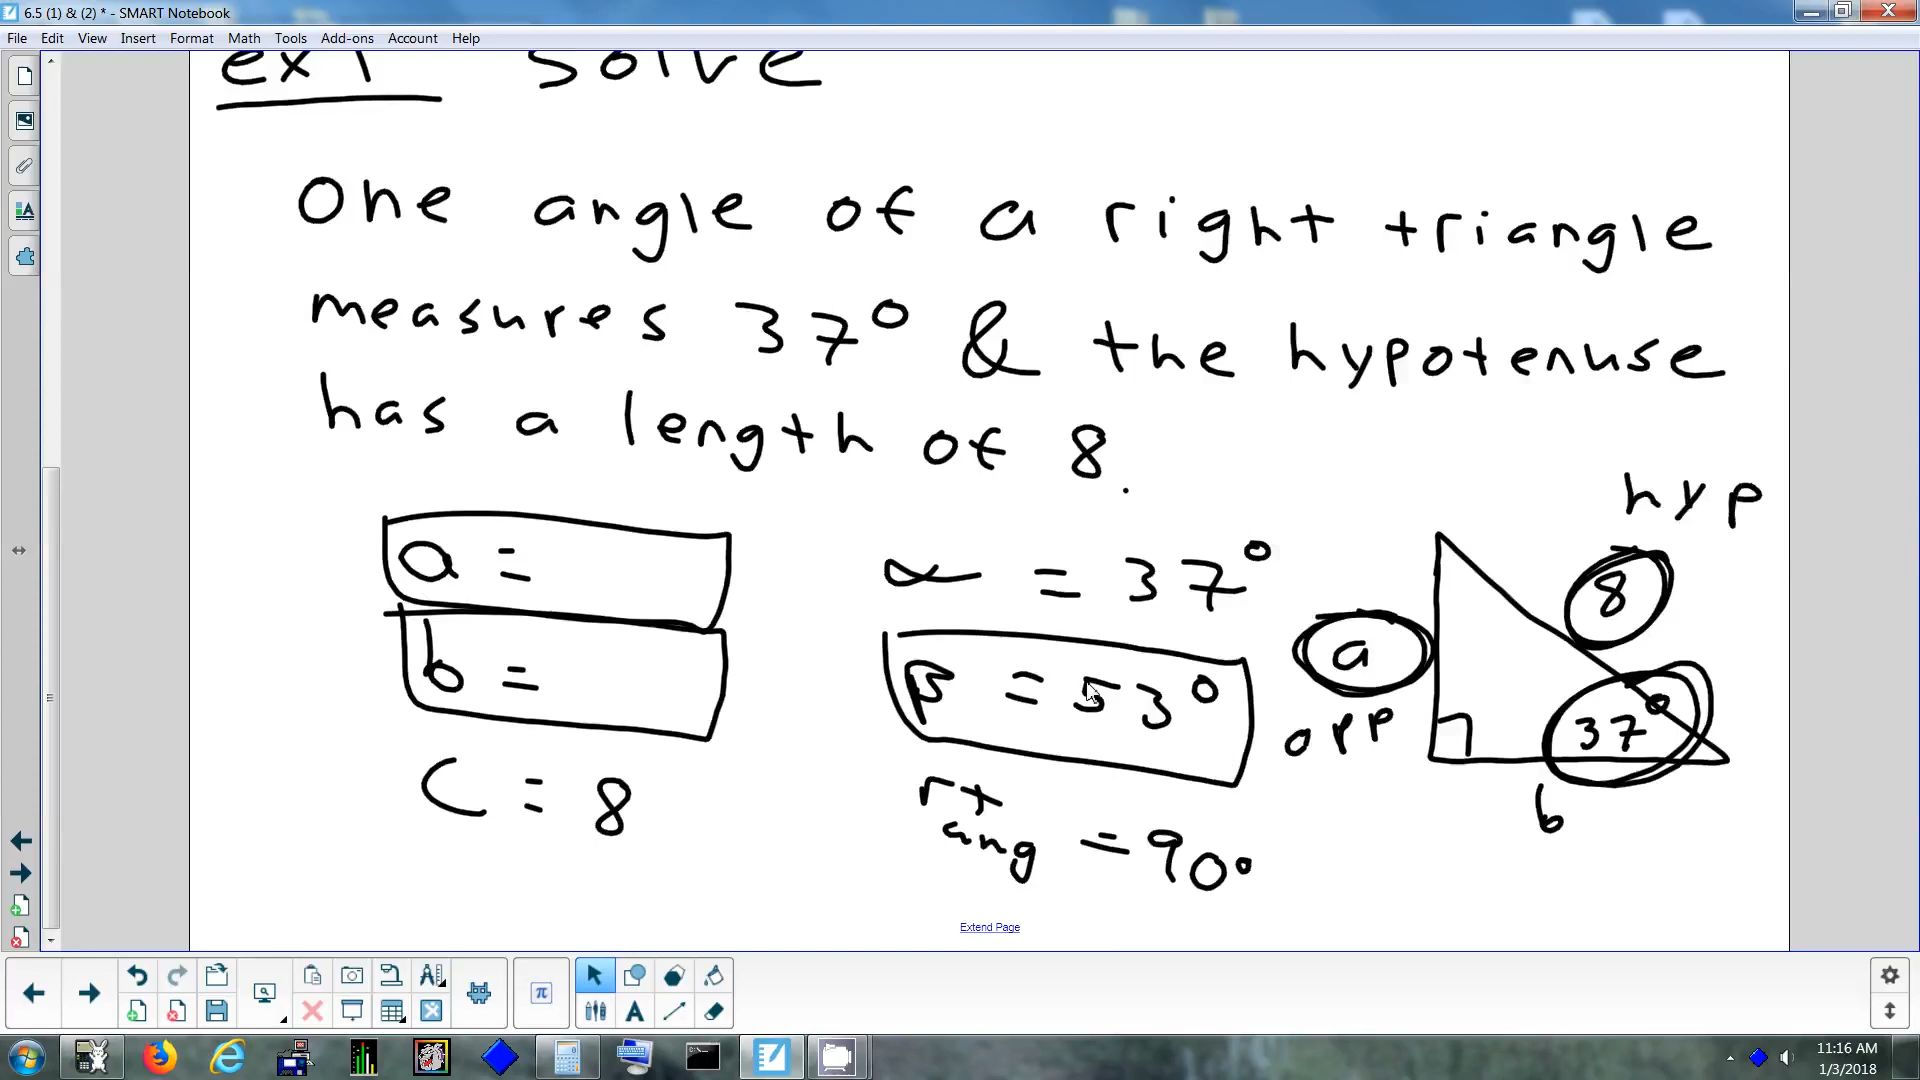 6.5 (1) & (2) * - SMART Notebook
File Edit View Insert Format Math Tools Add-ons Account Help
ex1 Solve
One angle of a right triangle
measures 37° & the hypotenuse
has a length of 8.
hyp
a = α = 37° 8
a
b = β = 53° opp 37°
b
c = 8 rt
ang = 90°
Extend Page
π
A
11:16 AM
1/3/2018